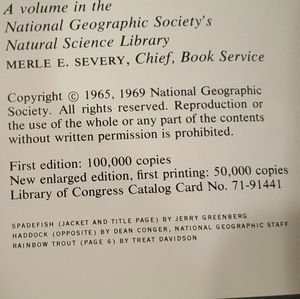 A volume in the
National Geographic Society's
Natural Science Library
MERLE E. SEVERY, Chief, Book Service
Copyright © 1965, 1969 National Geographic
Society. All rights reserved. Reproduction or
the use of the whole or any part of the contents
without written permission is prohibited.
First edition: 100,000 copies
New enlarged edition, first printing: 50,000 copies
Library of Congress Catalog Card No. 71-91441
SPADEFISH (JACKET AND TITLE PAGE) BY JERRY GREENBERG
HADDOCK (OPPOSITE) BY DEAN CONGER, NATIONAL GEOGRAPHIC STAFF
RAINBOW TROUT (PAGE 6) BY TREAT DAVIDSON